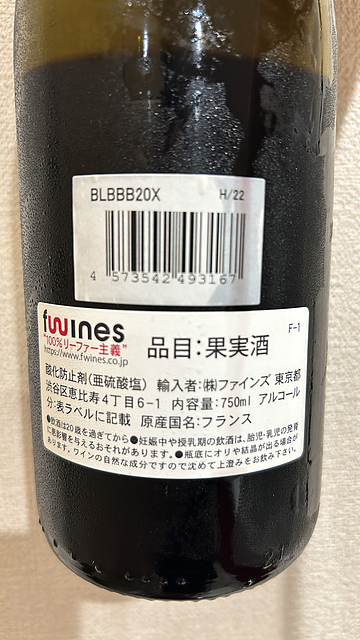 BLBBB20X H/22
4 573542 493167
fwines
"100%リーファー主義"
https://www.fwines.co.jp
品目:果実酒
F-1
酸化防止剤(亜硫酸塩) 輸入者:㈱ファインズ 東京都
渋谷区恵比寿4丁目6-1 内容量:750ml アルコール
分:表ラベルに記載 原産国名:フランス
●飲酒は20歳を過ぎてから●妊娠中や授乳期の飲酒は、胎児・乳児の発育
に悪影響を与えるおそれがあります。●瓶底にオリや結晶が出る場合が
あります。ワインの自然な成分ですので沈めて上澄みをお飲み下さい。